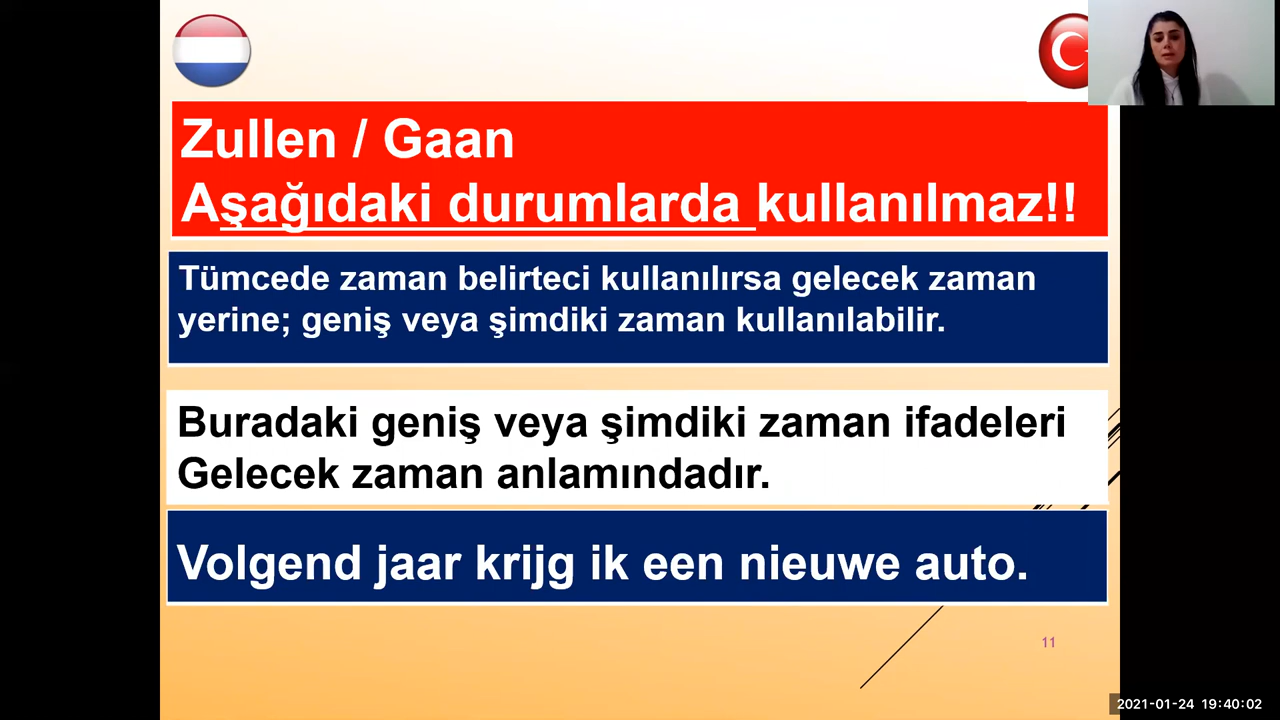 Zullen / Gaan
Aşağıdaki durumlarda kullanılmaz!!
Tümcede zaman belirteci kullanılırsa gelecek zaman
yerine; geniş veya şimdiki zaman kullanılabilir.
Buradaki geniş veya şimdiki zaman ifadeleri
Gelecek zaman anlamındadır.
Volgend jaar krijg ik een nieuwe auto.
11
2021-01-24 19:40:02